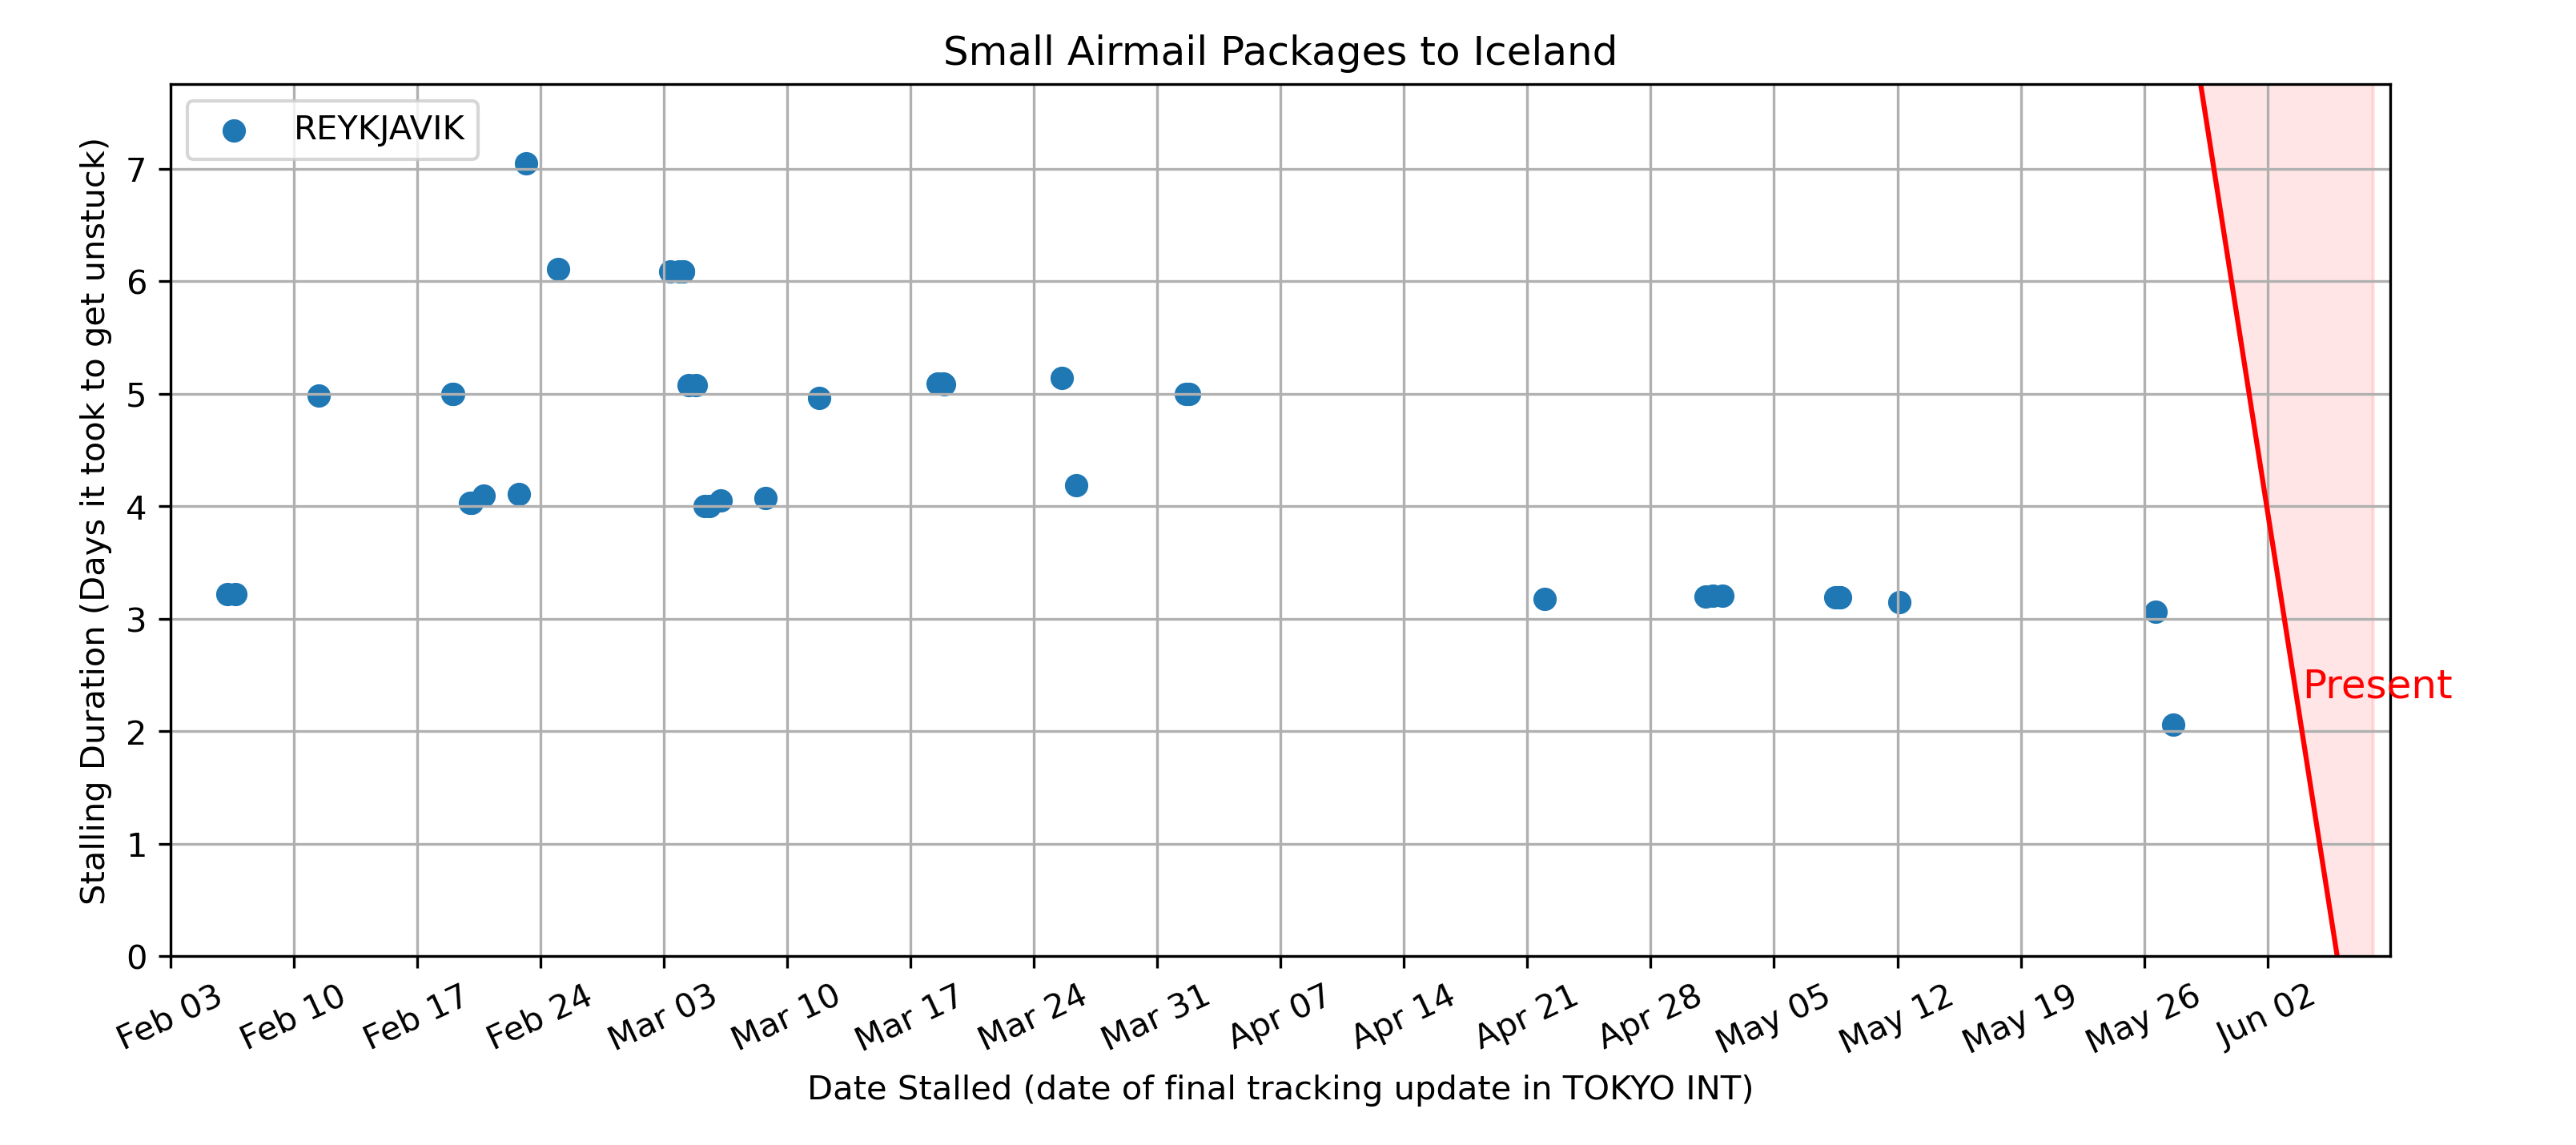 Small Airmail Packages to Iceland
REYKJAVIK
Stalling Duration (Days it took to get unstuck)
7
6
5
4
3
2
1
0
Present
Feb 03
Feb 10
Feb 17
Feb 24
Mar 03
Mar 10
Mar 17
Mar 24
Mar 31
Apr 07
Apr 14
Apr 21
Apr 28
May 05
May 12
May 19
May 26
Jun 02
Date Stalled (date of final tracking update in TOKYO INT)